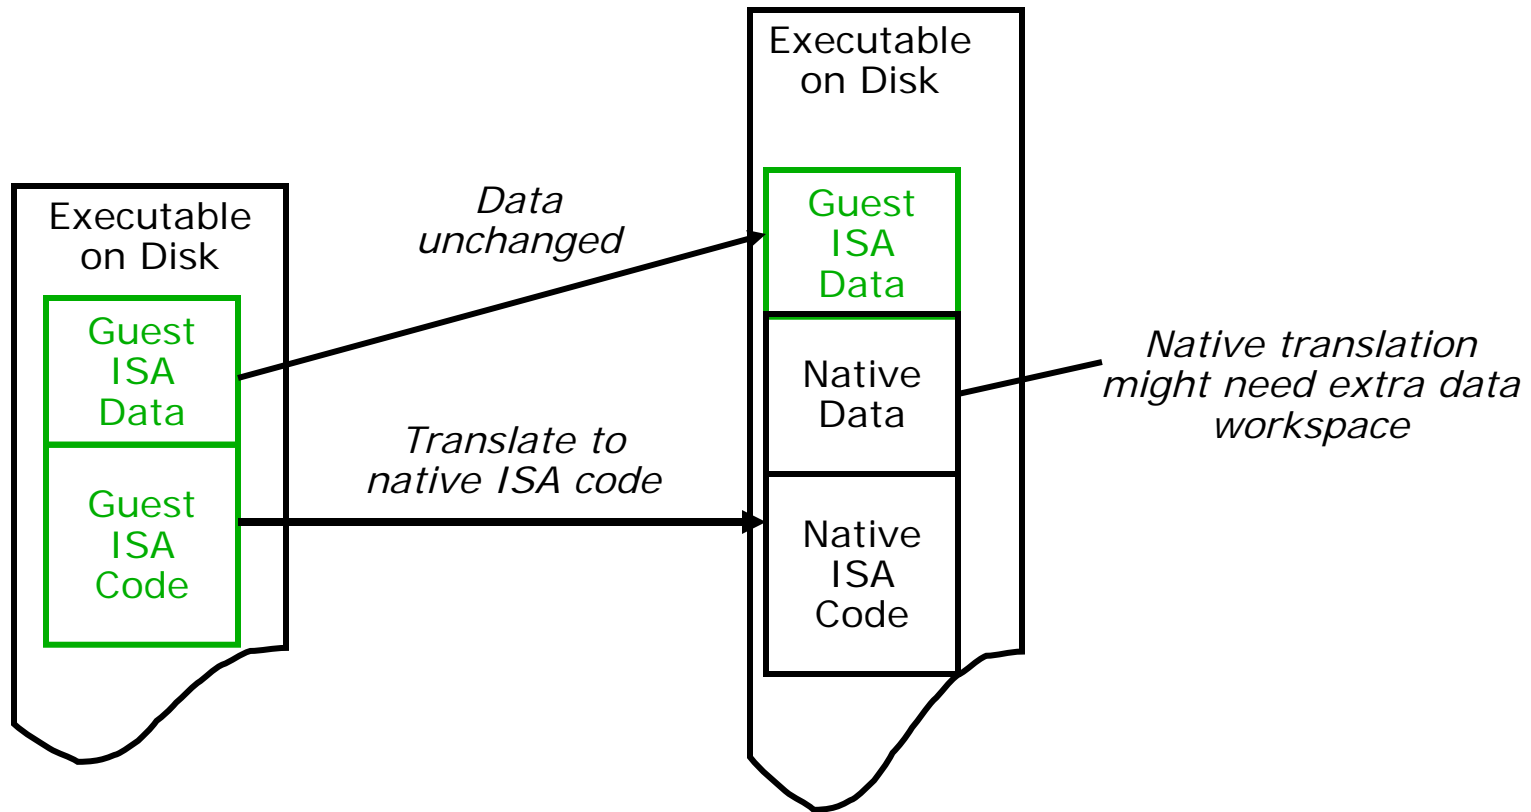 Executable
on Disk
Guest
ISA
Data
Guest
ISA
Code
Data
unchanged
Translate to
native ISA code
Executable
on Disk
Guest
ISA
Data
Native
Data
Native
ISA
Code
Native translation
might need extra data
workspace